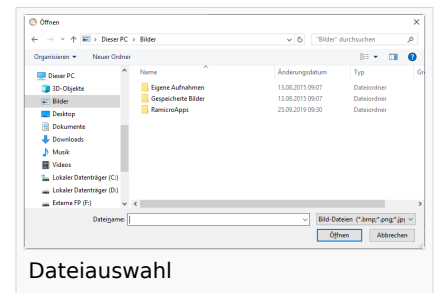 Öffnen
Dieser PC > Bilder
"Bilder" durchsuchen
Organisieren Neuer Ordner
Name Änderungsdatum Typ Grö
Dieser PC
3D-Objekte
Bilder
Desktop
Dokumente
Downloads
Musik
Videos
Lokaler Datenträger (C:)
Lokaler Datenträger (D:)
Externe FP (F:)
Eigene Aufnahmen 13.08.2015 09:07 Dateiordner
Gespeicherte Bilder 13.08.2015 09:07 Dateiordner
RamicroApps 25.09.2019 09:30 Dateiordner
Dateiname:
Bild-Dateien (*.bmp;*.png;*.jpg
Öffnen Abbrechen
Dateiauswahl